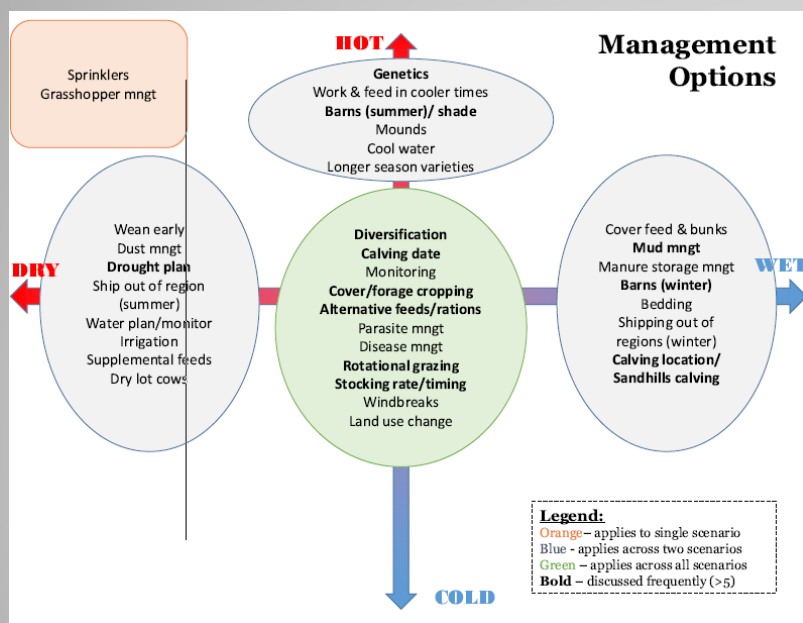 Management
Options
HOT
Sprinklers
Grasshopper mngt
Genetics
Work & feed in cooler times
Barns (summer)/ shade
Mounds
Cool water
Longer season varieties
DRY
Wean early
Dust mngt
Drought plan
Ship out of region
(summer)
Water plan/monitor
Irrigation
Supplemental feeds
Dry lot cows
Diversification
Calving date
Monitoring
Cover/forage cropping
Alternative feeds/rations
Parasite mngt
Disease mngt
Rotational grazing
Stocking rate/timing
Windbreaks
Land use change
Cover feed & bunks
Mud mngt
Manure storage mngt
Barns (winter)
Bedding
Shipping out of
regions (winter)
Calving location/
Sandhills calving
WET
COLD
Legend:
Orange – applies to single scenario
Blue - applies across two scenarios
Green – applies across all scenarios
Bold – discussed frequently (>5)